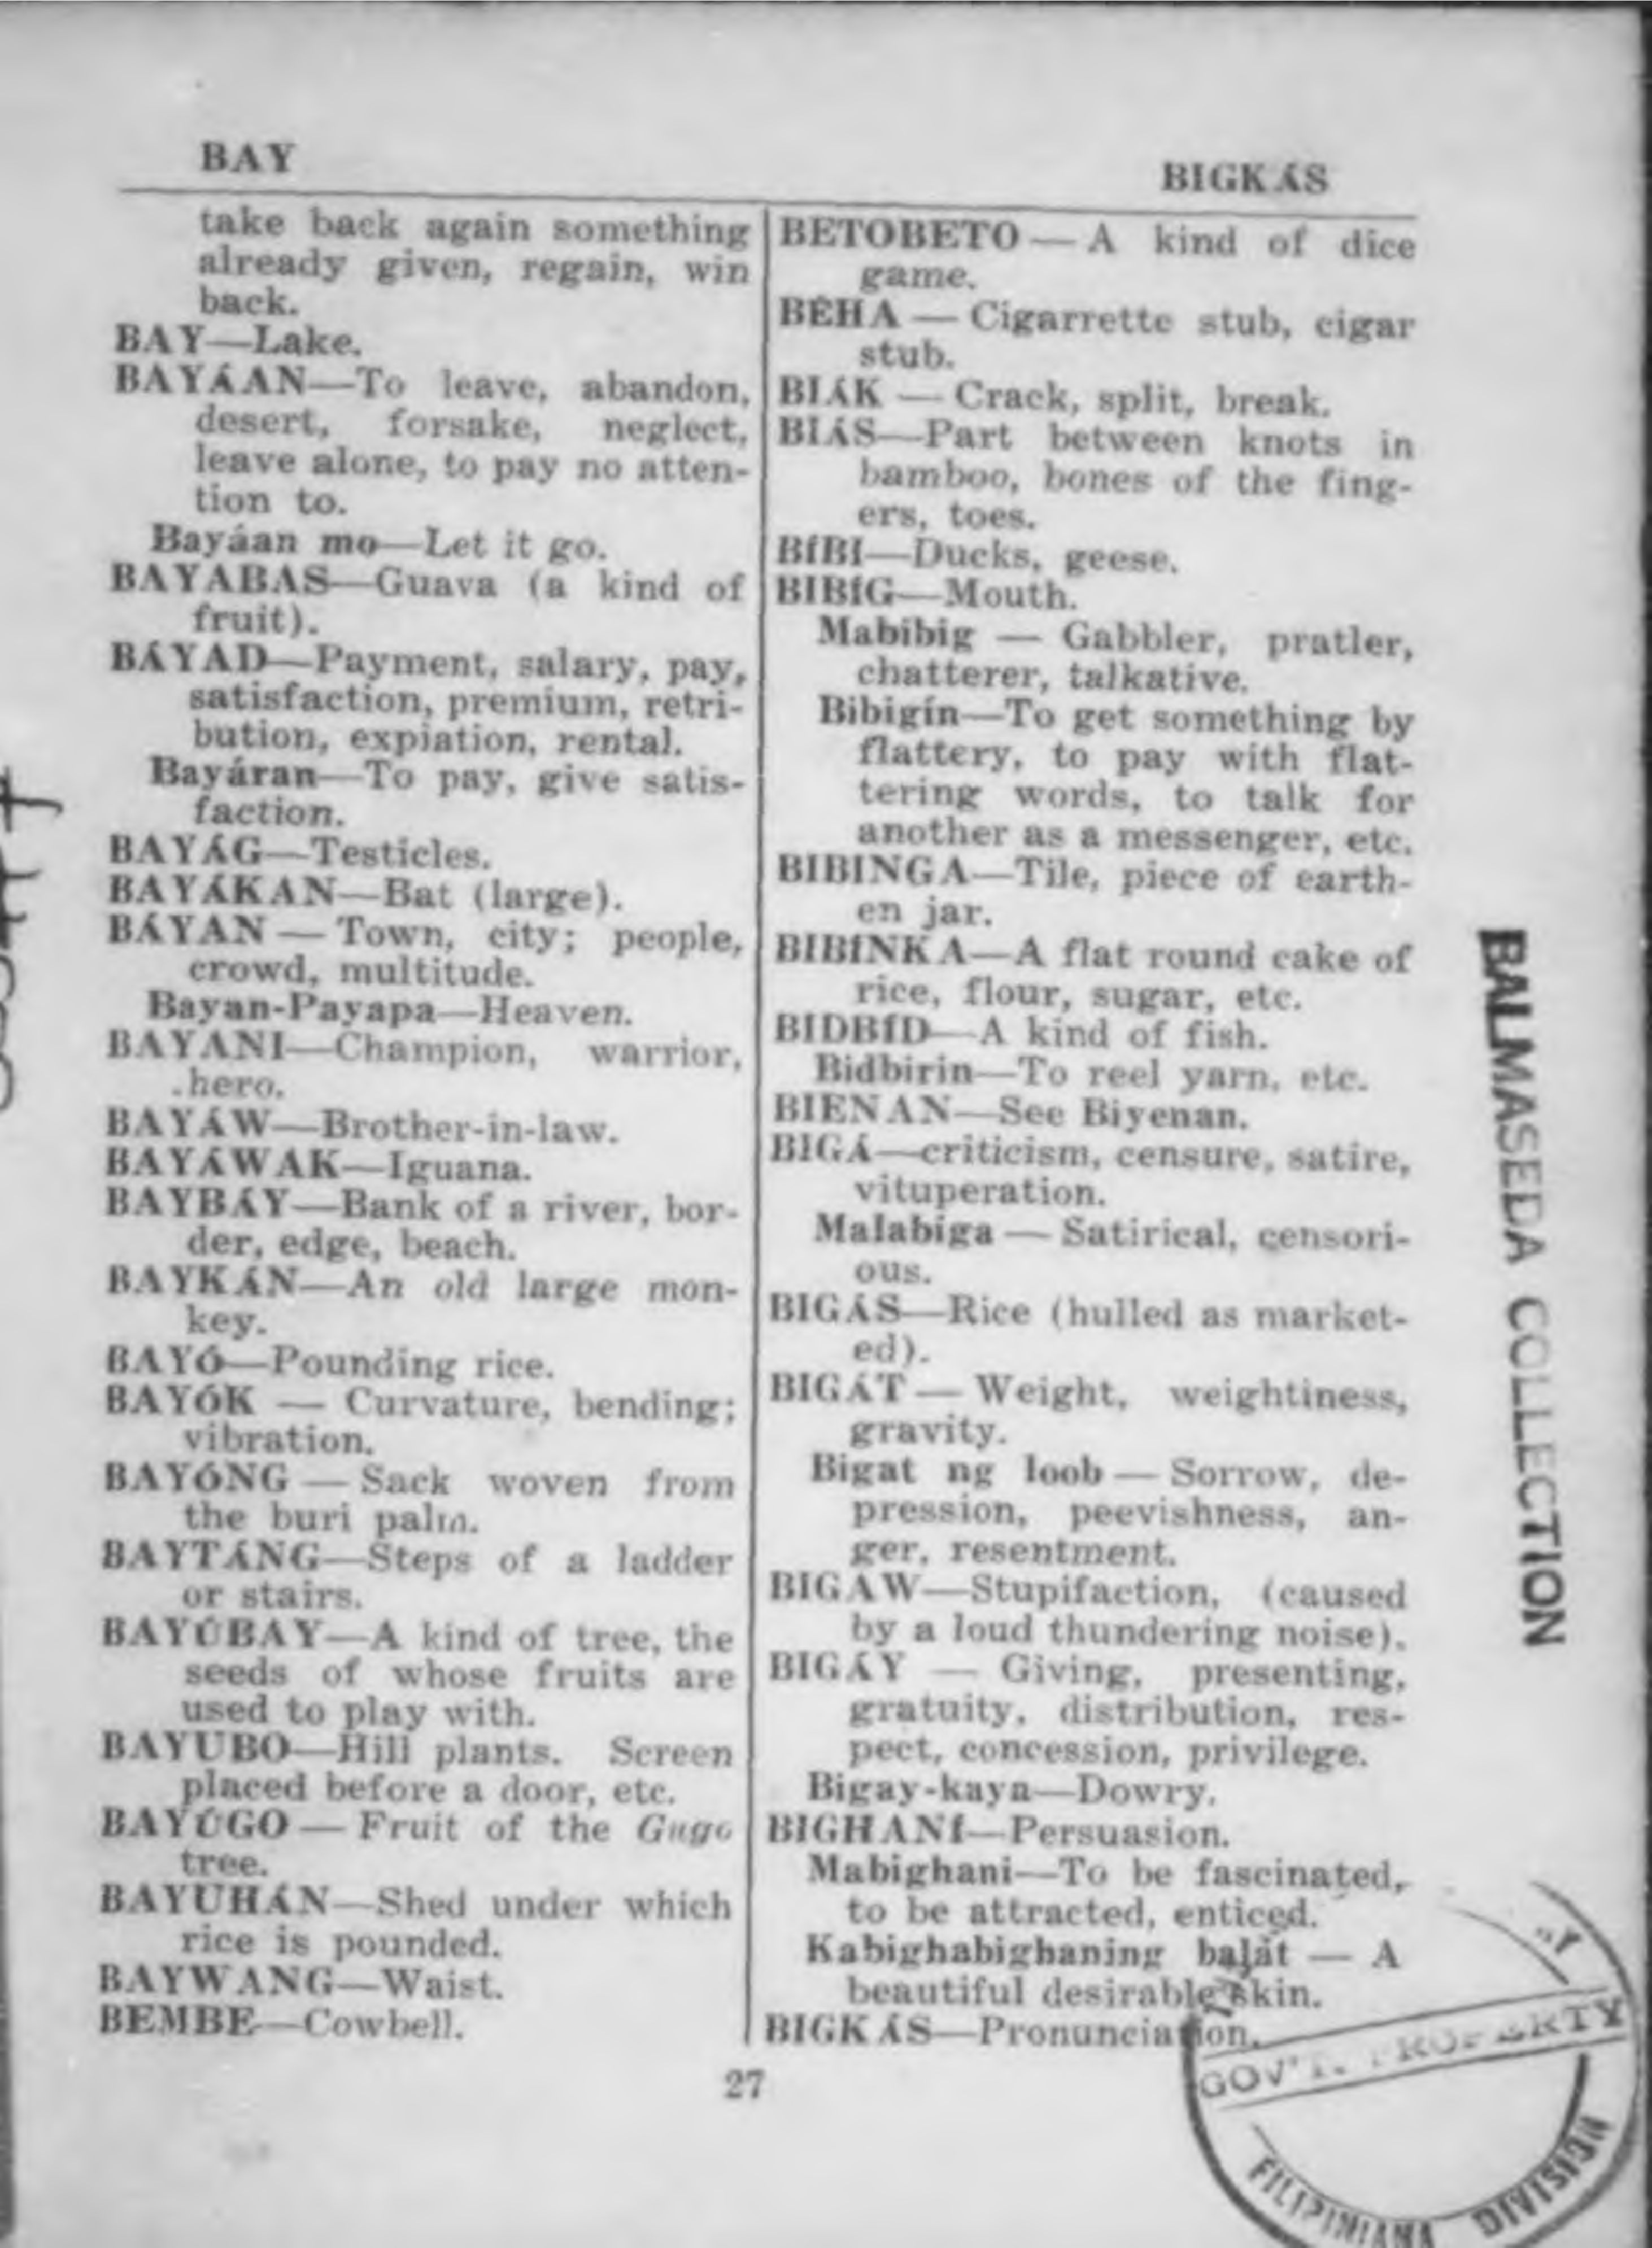 BAY
BIGKÁS
take back again something
already given, regain, win
back.
BAY—Lake.
BAYÁAN—To leave, abandon,
desert, forsake, neglect,
leave alone, to pay no atten-
tion to.
Bayáan mo—Let it go.
BAYABAS—Guava (a kind of
fruit).
BÁYAD—Payment, salary, pay,
satisfaction, premium, retri-
bution, expiation, rental.
Bayáran—To pay, give satis-
faction.
BAYÁG—Testicles.
BAYÁKAN—Bat (large).
BÁYAN — Town, city; people,
crowd, multitude.
Bayan-Payapa—Heaven.
BAYANI—Champion, warrior,
hero.
BAYÁW—Brother-in-law.
BAYÁWAK—Iguana.
BAYBÁY—Bank of a river, bor-
der, edge, beach.
BAYKÁN—An old large mon-
key.
BAYÓ—Pounding rice.
BAYÓK — Curvature, bending;
vibration.
BAYÓNG — Sack woven from
the buri palm.
BAYTÁNG—Steps of a ladder
or stairs.
BAYÚBAY—A kind of tree, the
seeds of whose fruits are
used to play with.
BAYUBO—Hill plants. Screen
placed before a door, etc.
BAYÚGO — Fruit of the Gugo
tree.
BAYUHÁN—Shed under which
rice is pounded.
BAYWANG—Waist.
BEMBE—Cowbell.
BETOBETO — A kind of dice
game.
BÉHA — Cigarrette stub, cigar
stub.
BIÁK — Crack, split, break.
BIÁS—Part between knots in
bamboo, bones of the fing-
ers, toes.
BÍBI—Ducks, geese.
BIBÍG—Mouth.
Mabibig — Gabbler, pratler,
chatterer, talkative.
Bibigín—To get something by
flattery, to pay with flat-
tering words, to talk for
another as a messenger, etc.
BIBINGA—Tile, piece of earth-
en jar.
BIBÍNKA—A flat round cake of
rice, flour, sugar, etc.
BIDBÍD—A kind of fish.
Bidbirin—To reel yarn, etc.
BIENAN—See Biyenan.
BIGÁ—criticism, censure, satire,
vituperation.
Malabiga — Satirical, censori-
ous.
BIGÁS—Rice (hulled as market-
ed).
BIGÁT — Weight, weightiness,
gravity.
Bigat ng loob — Sorrow, de-
pression, peevishness, an-
ger, resentment.
BIGAW—Stupifaction, (caused
by a loud thundering noise).
BIGÁY — Giving, presenting,
gratuity, distribution, res-
pect, concession, privilege.
Bigay-kaya—Dowry.
BIGHANÍ—Persuasion.
Mabighani—To be fascinated,
to be attracted, enticed.
Kabighabighaning balát — A
beautiful desirable skin.
BIGKÁS—Pronunciation.
27
BALMASEDA COLLECTION
GOV'T. PROPERTY
FILIPINIANA DIVISION